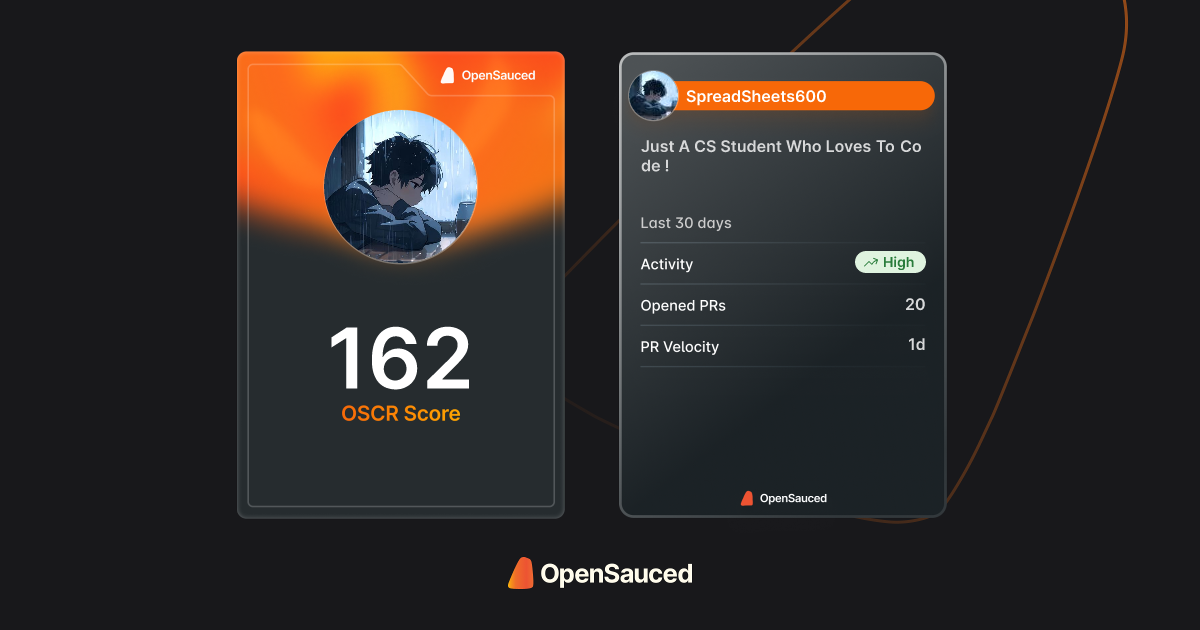 OpenSauced
162
OSCR Score
SpreadSheets600
Just A CS Student Who Loves To Co
de !
Last 30 days
Activity High
Opened PRs 20
PR Velocity 1d
OpenSauced
OpenSauced